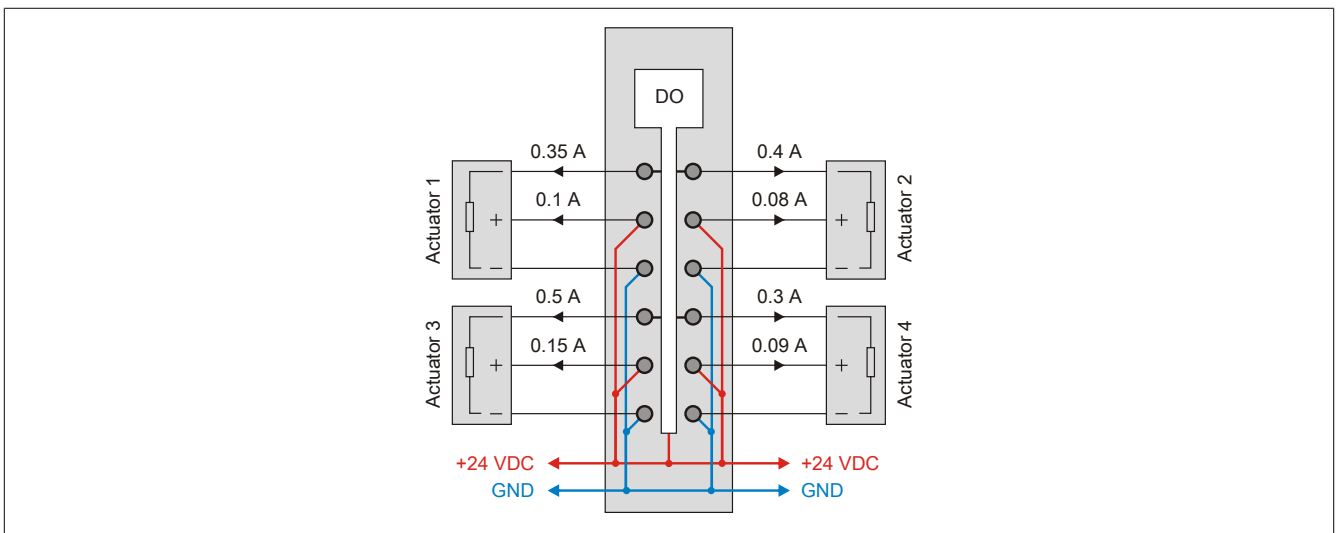 DO
0.35 A
0.4 A
0.1 A
0.08 A
Actuator 1
+
−
Actuator 2
+
−
0.5 A
0.3 A
0.15 A
0.09 A
Actuator 3
+
−
Actuator 4
+
−
+24 VDC
+24 VDC
GND
GND